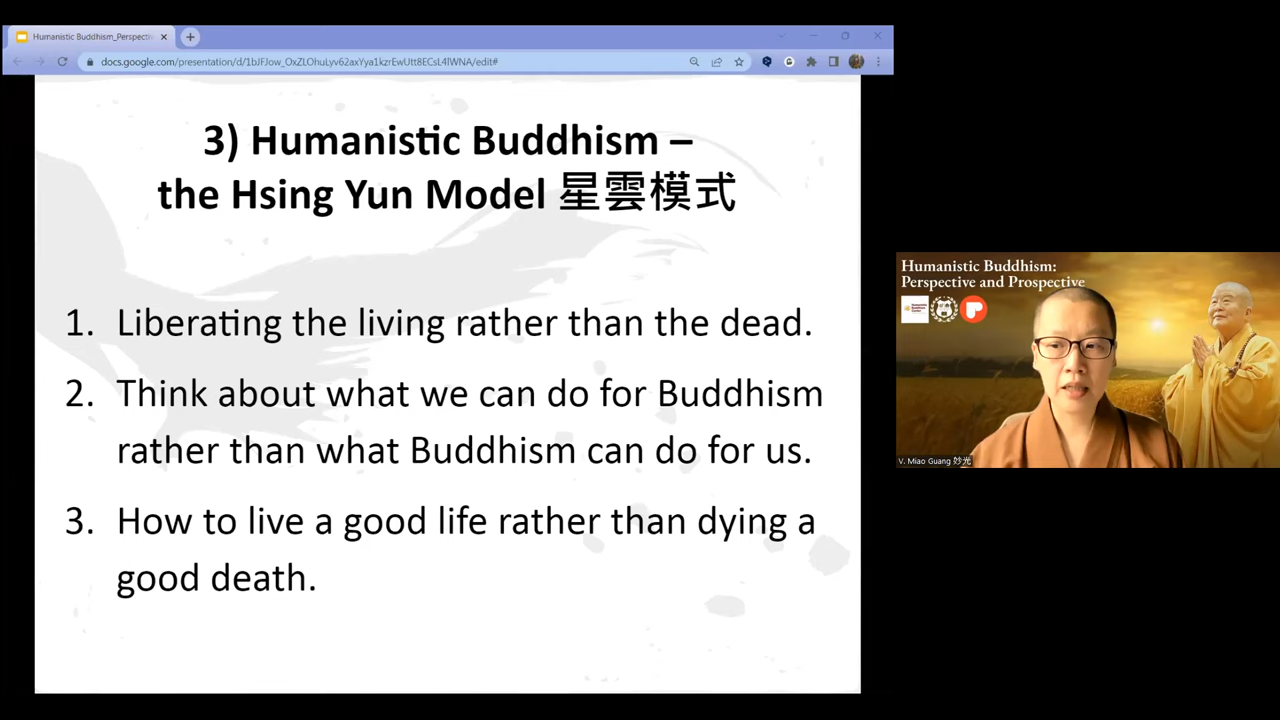 Humanistic Buddhism_Perspectiv
docs.google.com/presentation/d/1bJFJow_OxZLOhuLyv62axYya1kzrEwUtt8ECsL4lWNA/edit#
3) Humanistic Buddhism –
the Hsing Yun Model 星雲模式
1. Liberating the living rather than the dead.
2. Think about what we can do for Buddhism
rather than what Buddhism can do for us.
3. How to live a good life rather than dying a
good death.
Humanistic Buddhism:
Perspective and Prospective
V. Miao Guang 妙光